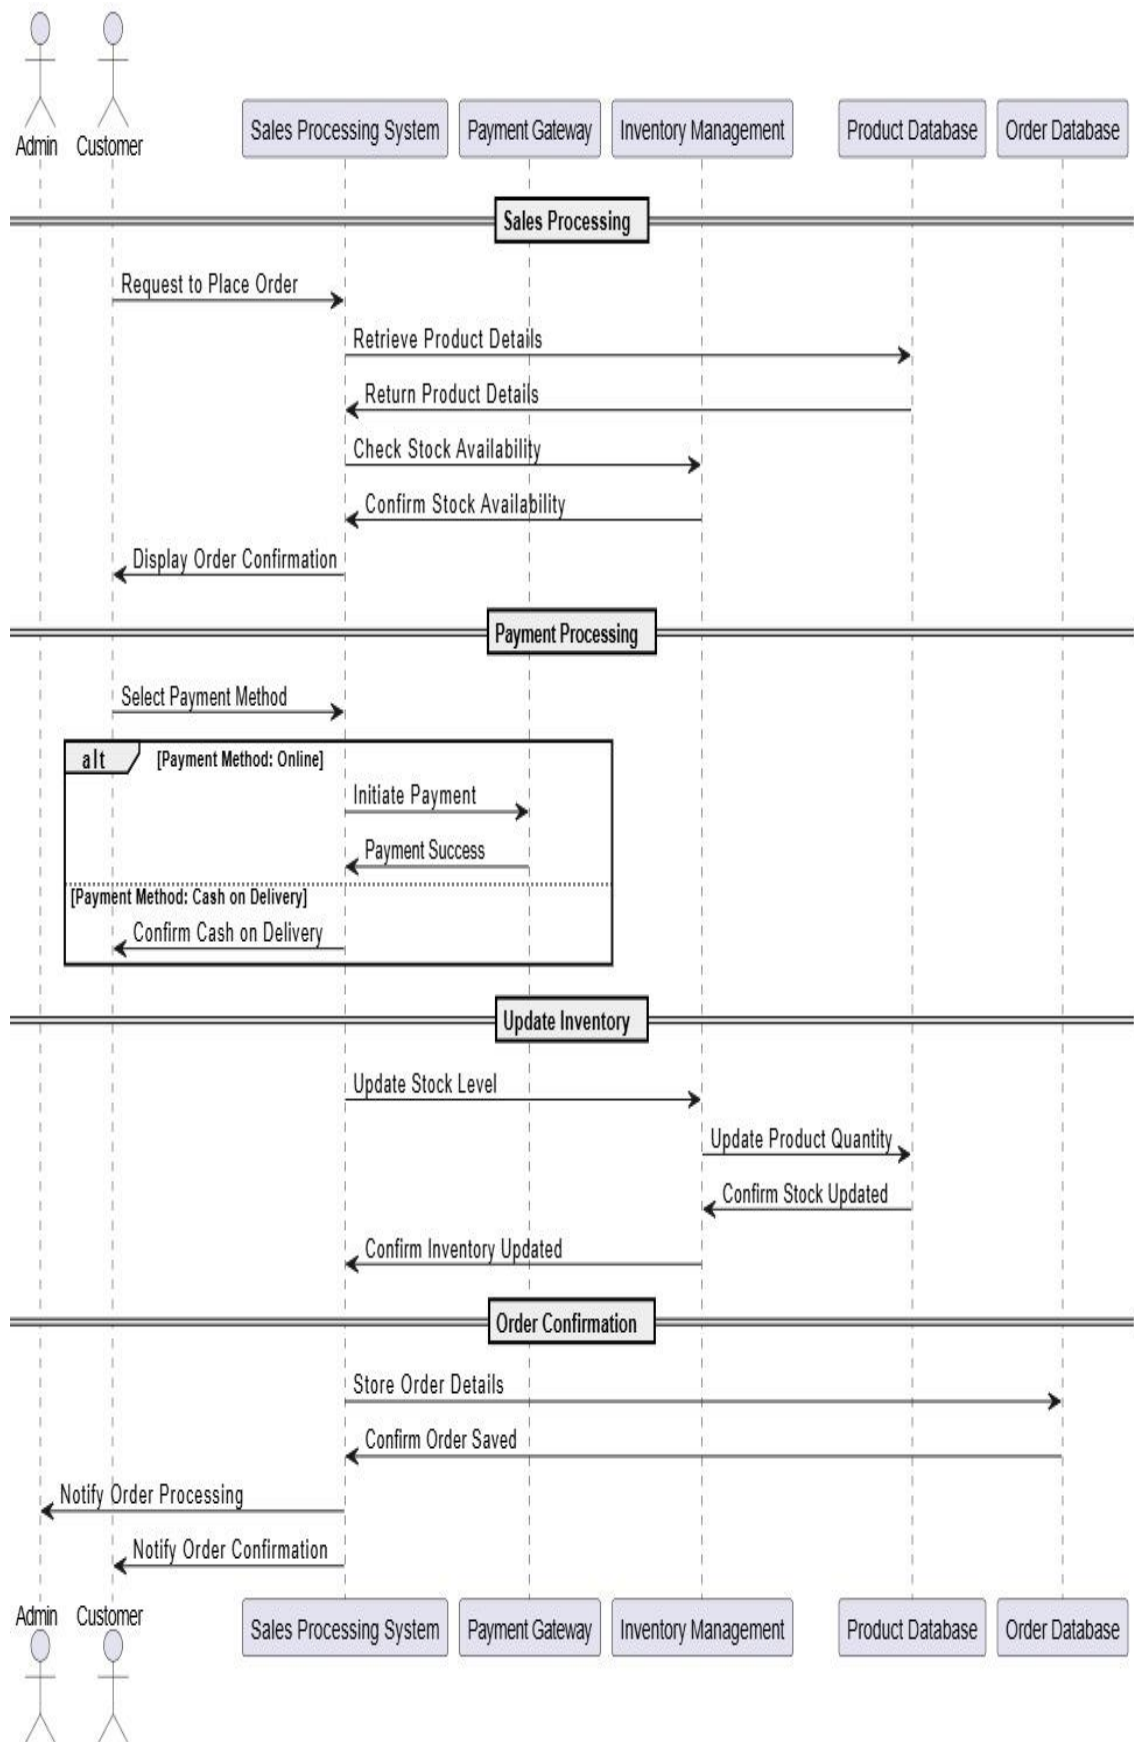 Admin Customer
Sales Processing System Payment Gateway Inventory Management Product Database Order Database
Sales Processing
Request to Place Order
Retrieve Product Details
Return Product Details
Check Stock Availability
Confirm Stock Availability
Display Order Confirmation
Payment Processing
Select Payment Method
alt [Payment Method: Online]
Initiate Payment
Payment Success
[Payment Method: Cash on Delivery]
Confirm Cash on Delivery
Update Inventory
Update Stock Level
Update Product Quantity
Confirm Stock Updated
Confirm Inventory Updated
Order Confirmation
Store Order Details
Confirm Order Saved
Notify Order Processing
Notify Order Confirmation
Admin Customer
Sales Processing System Payment Gateway Inventory Management Product Database Order Database